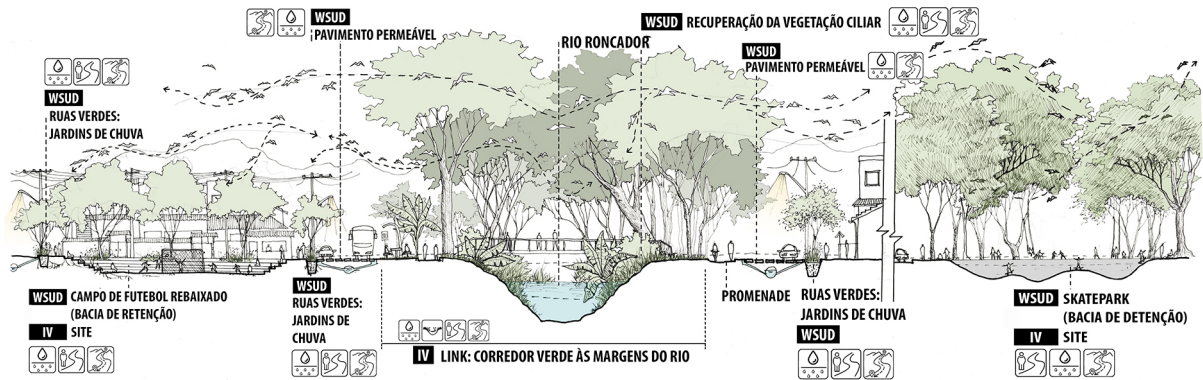 WSUD
PAVIMENTO PERMEÁVEL
WSUD RECUPERAÇÃO DA VEGETAÇÃO CILIAR
RIO RONCADOR
WSUD
PAVIMENTO PERMEÁVEL
WSUD
RUAS VERDES:
JARDINS DE CHUVA
WSUD CAMPO DE FUTEBOL REBAIXADO
(BACIA DE RETENÇÃO)
IV SITE
WSUD
RUAS VERDES:
JARDINS DE
CHUVA
IV LINK: CORREDOR VERDE ÀS MARGENS DO RIO
PROMENADE
RUAS VERDES:
JARDINS DE CHUVA
WSUD
WSUD SKATEPARK
(BACIA DE DETENÇÃO)
IV SITE